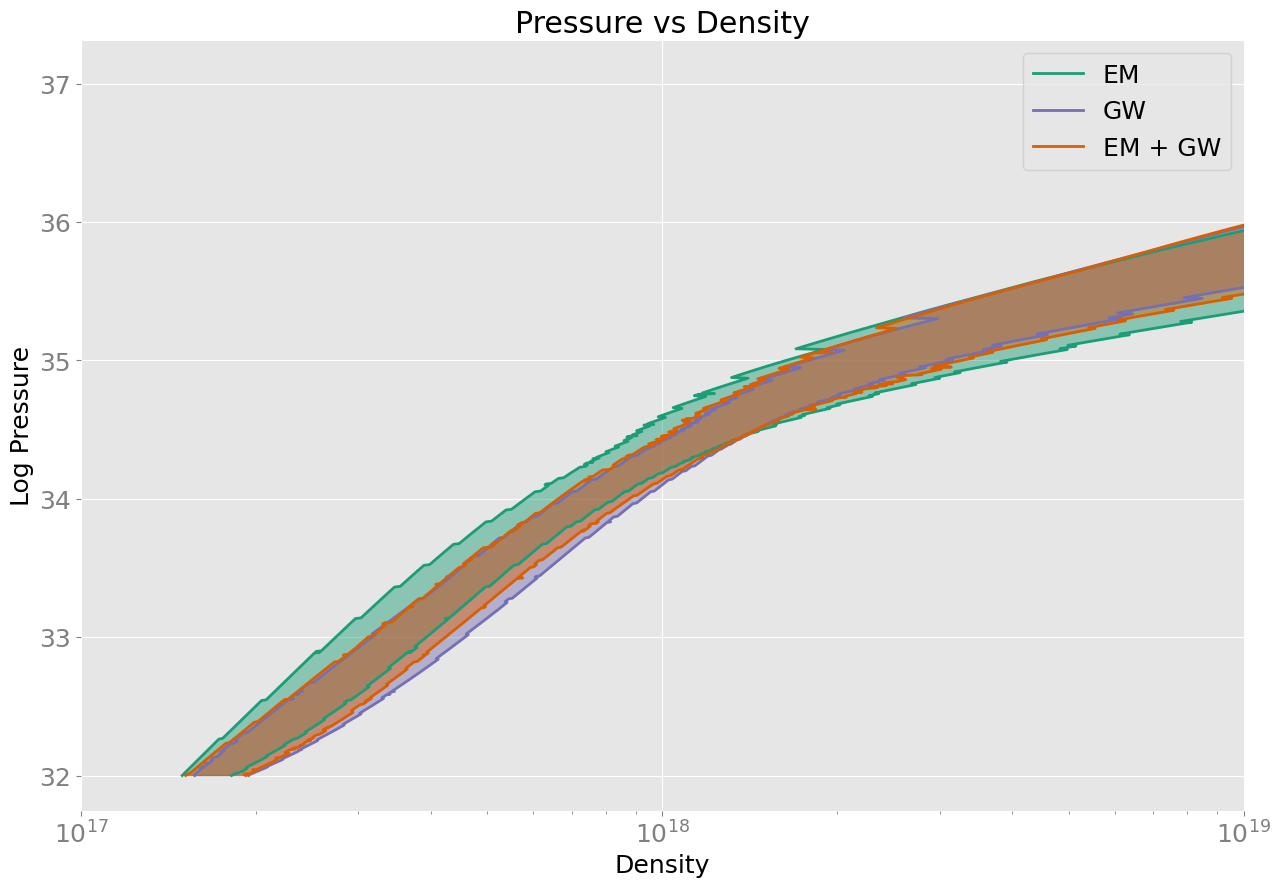 Pressure vs Density
EM
GW
EM + GW
Log Pressure
37
36
35
34
33
32
10^17
10^18
10^19
Density